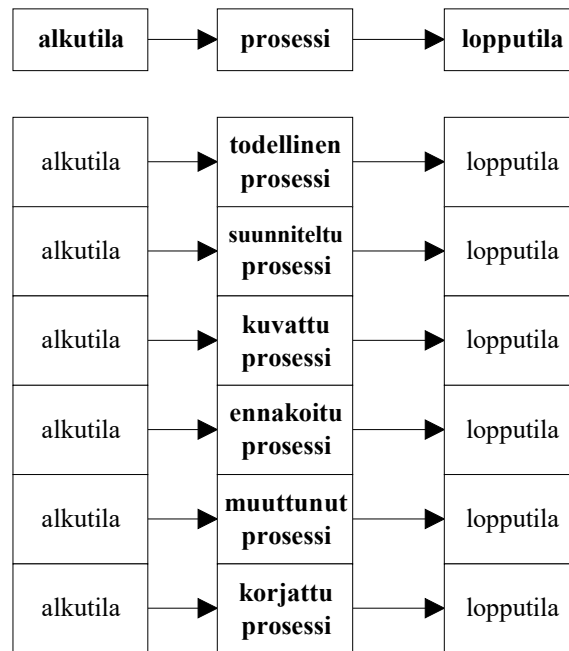 alkutila prosessi lopputila
alkutila todellinen prosessi lopputila
alkutila suunniteltu prosessi lopputila
alkutila kuvattu prosessi lopputila
alkutila ennakoitu prosessi lopputila
alkutila muuttunut prosessi lopputila
alkutila korjattu prosessi lopputila